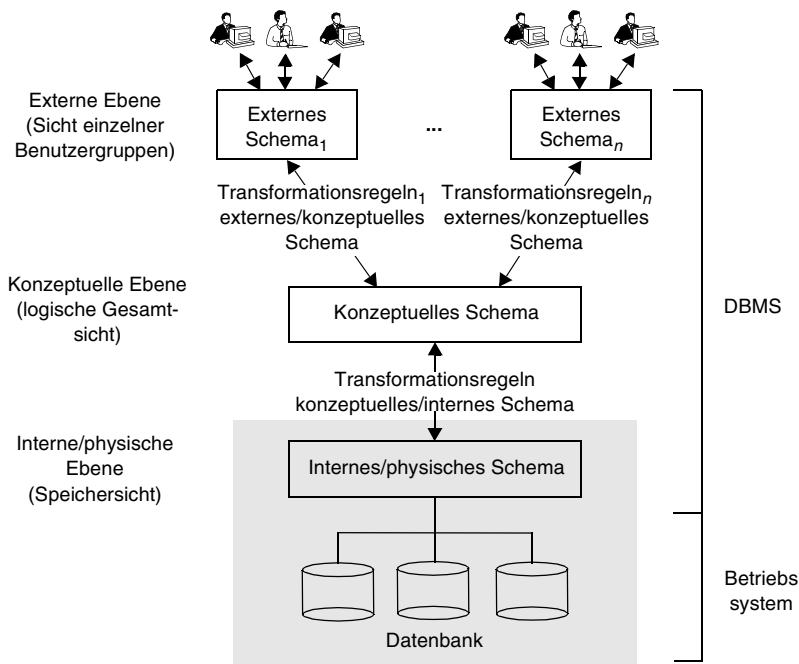 Externe Ebene
(Sicht einzelner
Benutzergruppen)
Externes
Schema1
...
Externes
Scheman
Transformationsregeln1
externes/konzeptuelles
Schema
Transformationsregelnn
externes/konzeptuelles
Schema
Konzeptuelle Ebene
(logische Gesamt-
sicht)
Konzeptuelles Schema
DBMS
Transformationsregeln
konzeptuelles/internes Schema
Interne/physische
Ebene
(Speichersicht)
Internes/physisches Schema
Betriebs
system
Datenbank